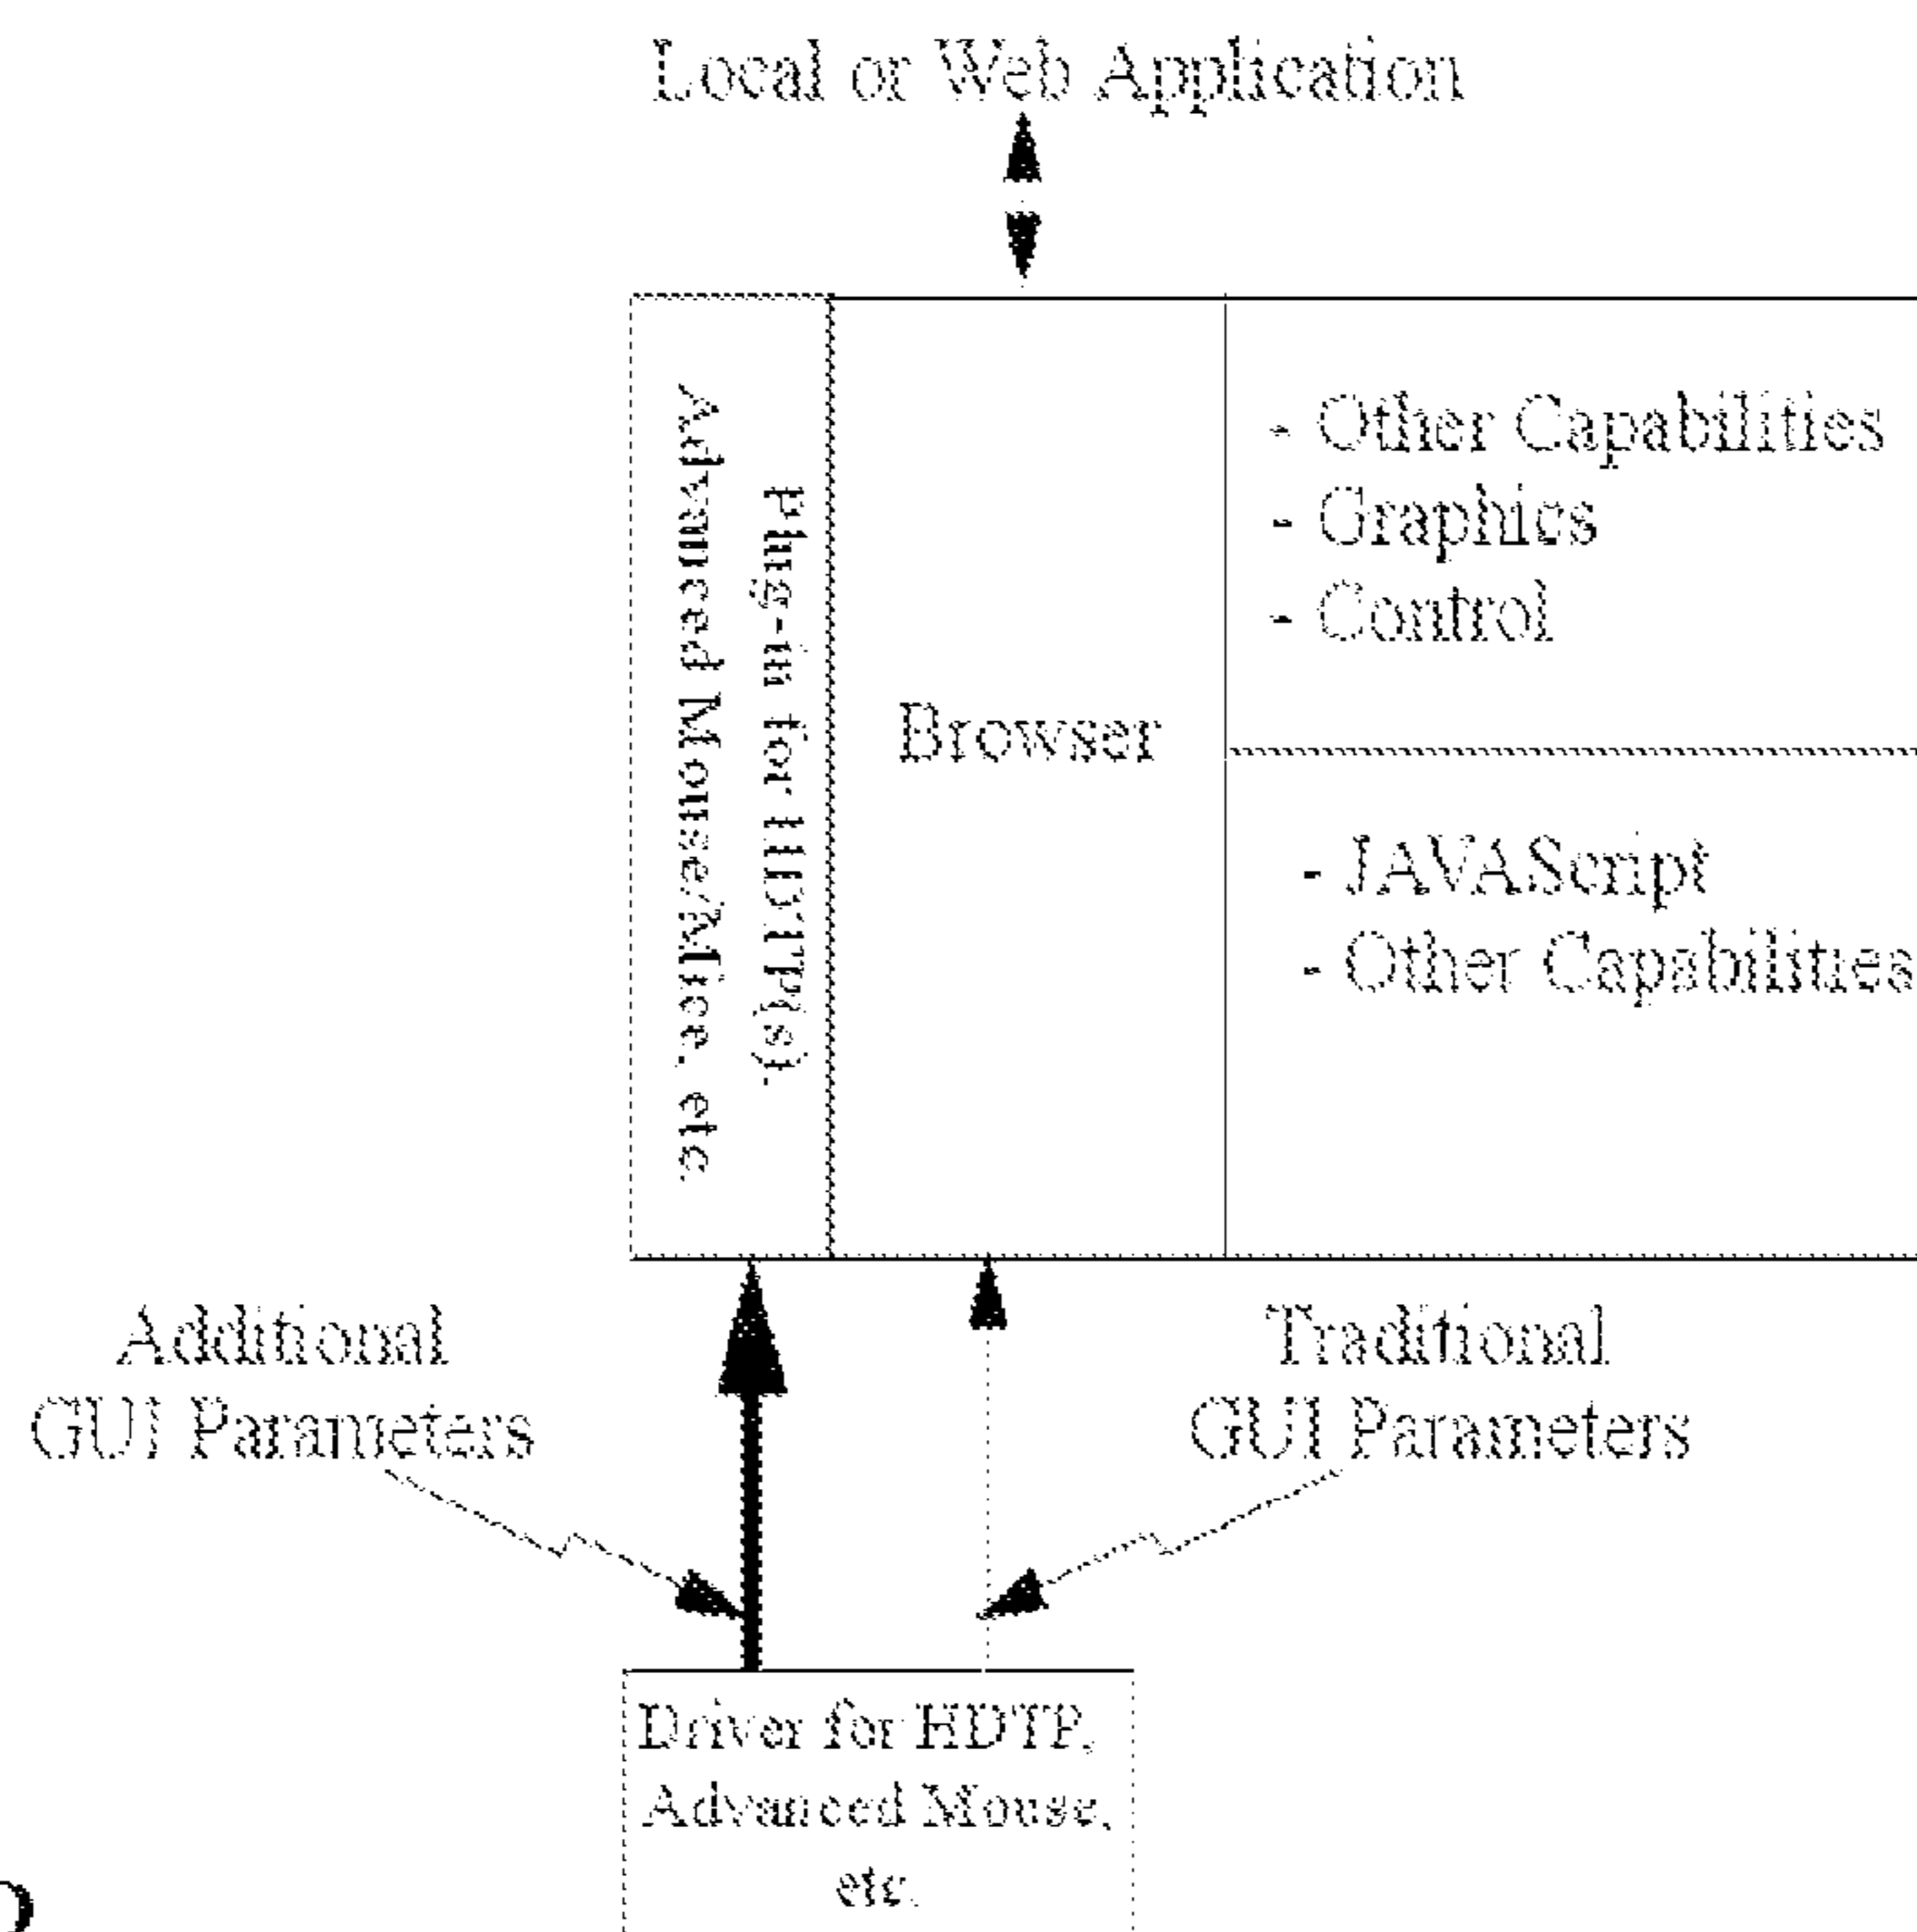 Local or Web Application
Plug-in for HDTP(s).
Advanced Mouse/Mice, etc.
Browser
- Other Capabilities
- Graphics
- Control
- JAVAScript
- Other Capabilities
Additional
GUI Parameters
Traditional
GUI Parameters
Driver for HDTP,
Advanced Mouse,
etc.